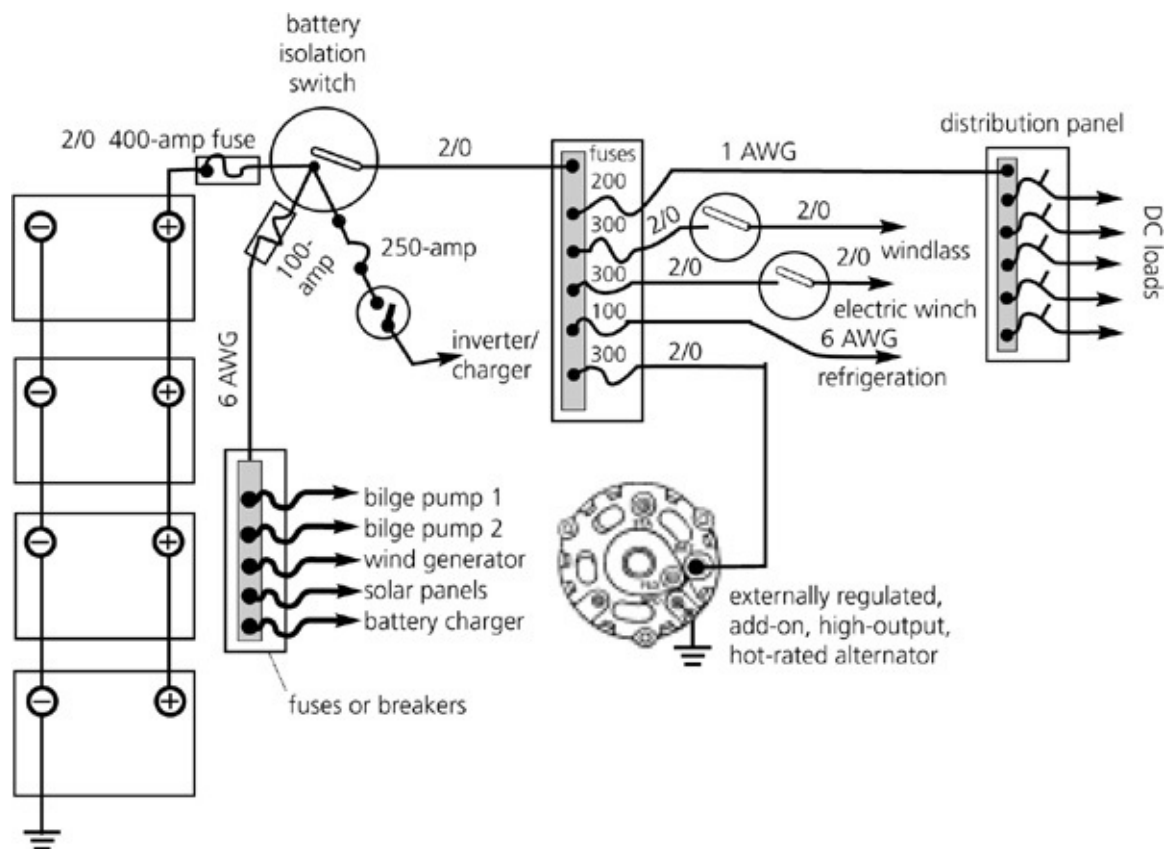 battery
isolation
switch
2/0 400-amp fuse
2/0
fuses
200
300
300
100
300
1 AWG
distribution panel
2/0
2/0
windlass
2/0
2/0
electric winch
6 AWG
refrigeration
2/0
DC loads
100-
amp
250-amp
inverter/
charger
6 AWG
bilge pump 1
bilge pump 2
wind generator
solar panels
battery charger
fuses or breakers
externally regulated,
add-on, high-output,
hot-rated alternator